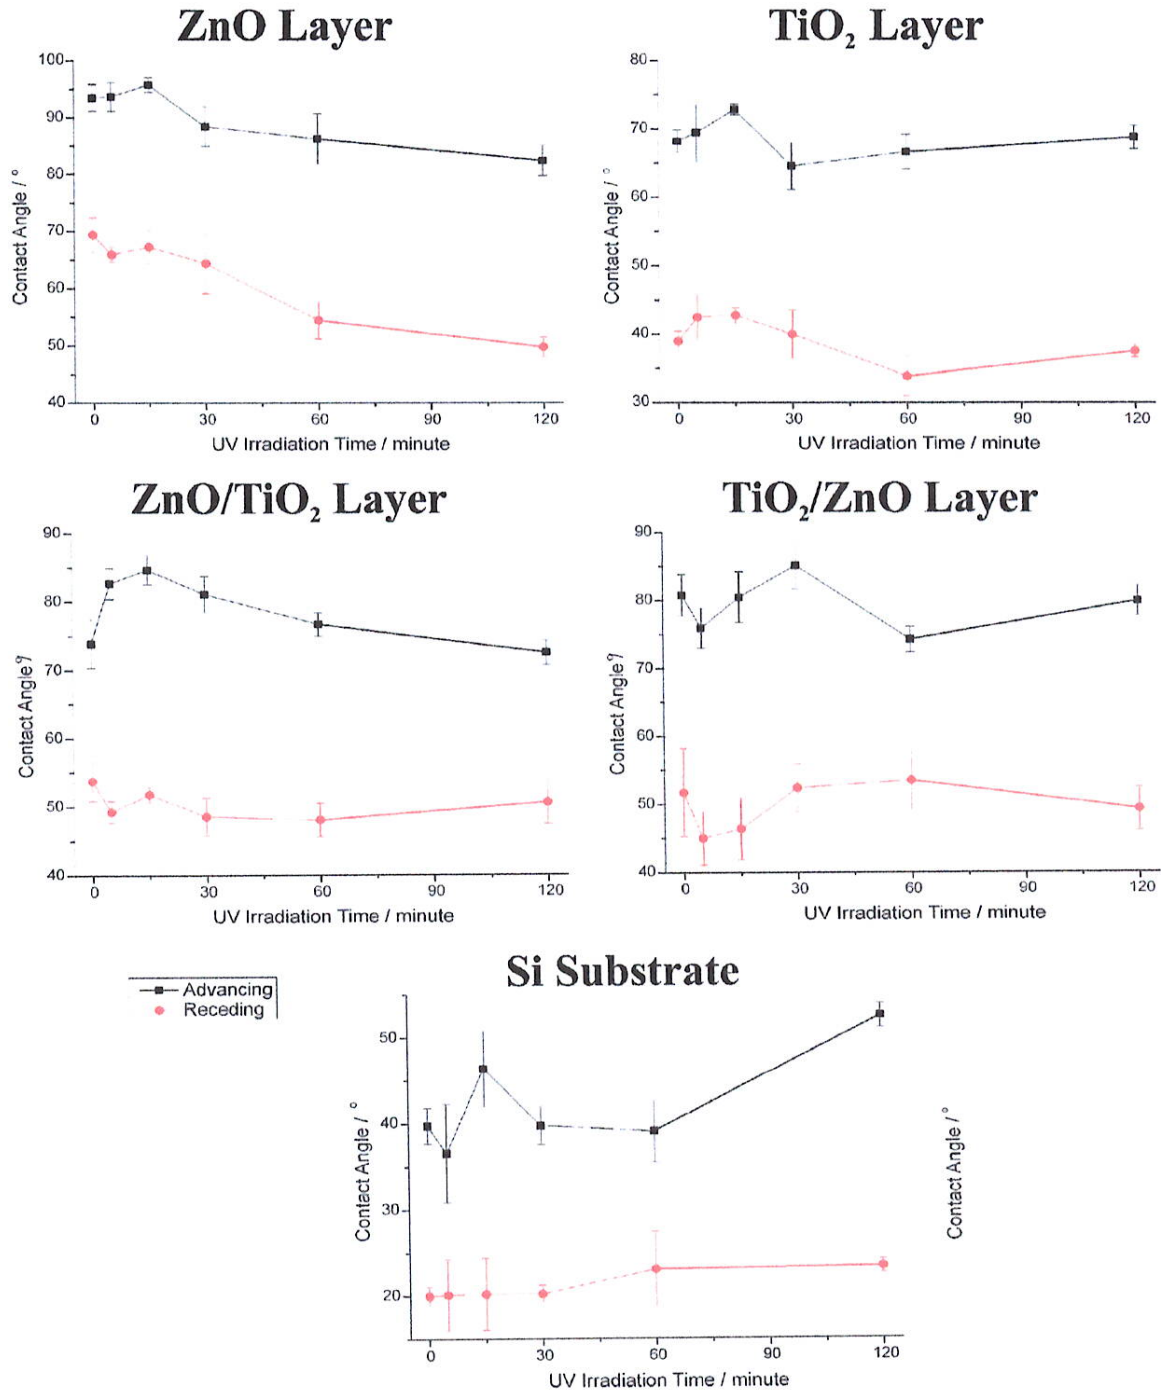 ZnO Layer
100
90
80
70
60
50
40
Contact Angle / °
0 30 60 90 120
UV Irradiation Time / minute
TiO₂ Layer
80
70
60
50
40
30
Contact Angle / °
0 30 60 90 120
UV Irradiation Time / minute
ZnO/TiO₂ Layer
90
80
70
60
50
40
Contact Angle
0 30 60 90 120
UV Irradiation Time / minute
TiO₂/ZnO Layer
90
80
70
60
50
40
Contact Angle
0 30 60 90 120
UV Irradiation Time / minute
Si Substrate
Advancing
Receding
50
40
30
20
Contact Angle / °
0 30 60 90 120
UV Irradiation Time / minute
Contact Angle / °